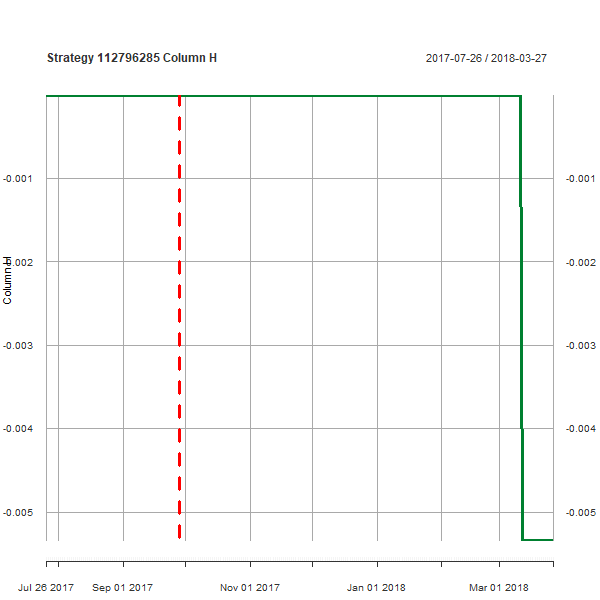 Strategy 112796285 Column H
2017-07-26 / 2018-03-27
-0.001
-0.001
-0.002
-0.002
Column H
-0.003
-0.003
-0.004
-0.004
-0.005
-0.005
Jul 26 2017
Sep 01 2017
Nov 01 2017
Jan 01 2018
Mar 01 2018